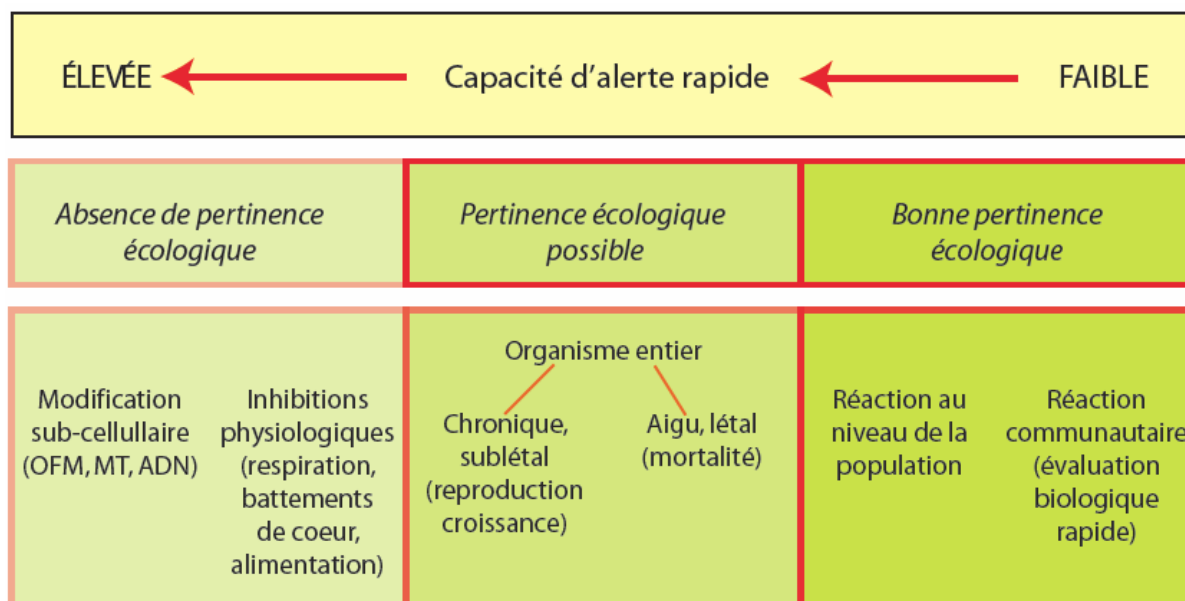 ÉLEVÉE Capacité d'alerte rapide FAIBLE
Absence de pertinence
écologique
Pertinence écologique
possible
Bonne pertinence
écologique
Modification
sub-cellullaire
(OFM, MT, ADN)
Inhibitions
physiologiques
(respiration,
battements
de coeur,
alimentation)
Organisme entier
Chronique,
sublétal
(reproduction
croissance)
Aigu, létal
(mortalité)
Réaction au
niveau de la
population
Réaction
communautaire
(évaluation
biologique
rapide)